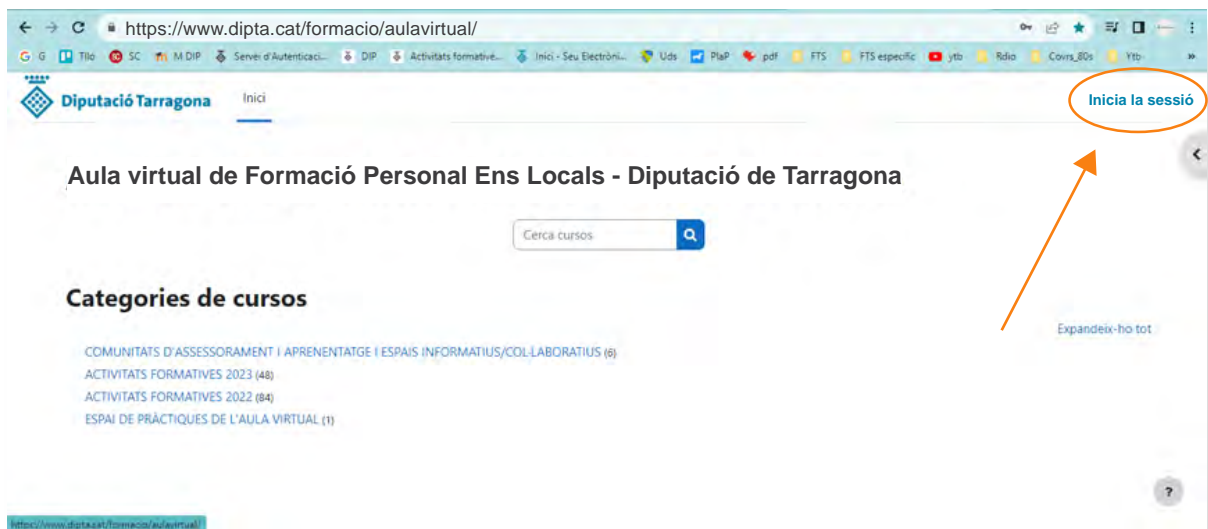 https://www.dipta.cat/formacio/aulavirtual/
G Tilo SC M DIP Servei d'Autenticaci... DIP Activitats formative... Inici - Seu Electròni... Uds PlaP pdf FTS FTS especific ytb Rdio Covrs_80s Ytb »
Diputació Tarragona Inici Inicia la sessió
Aula virtual de Formació Personal Ens Locals - Diputació de Tarragona
Cerca cursos
Categories de cursos
Expandeix-ho tot
COMUNITATS D'ASSESSORAMENT I APRENENTATGE I ESPAIS INFORMATIUS/COL·LABORATIUS (6)
ACTIVITATS FORMATIVES 2023 (48)
ACTIVITATS FORMATIVES 2022 (84)
ESPAI DE PRÀCTIQUES DE L'AULA VIRTUAL (1)
?
https://www.dipta.cat/formacio/aulavirtual/